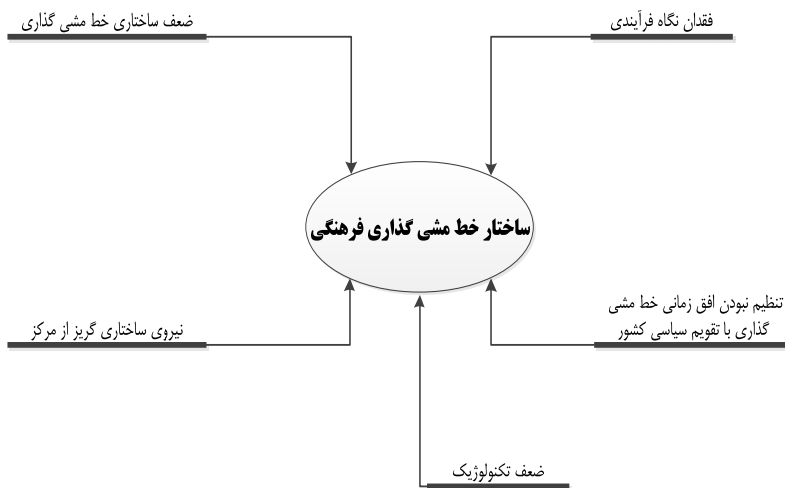 فقدان نگاه فرآیندی
ضعف ساختاری خط مشی گذاری
ساختار خط مشی گذاری فرهنگی
تنظیم نبودن افق زمانی خط مشی
گذاری با تقویم سیاسی کشور
نیروی ساختاری گریز از مرکز
ضعف تکنولوژیک